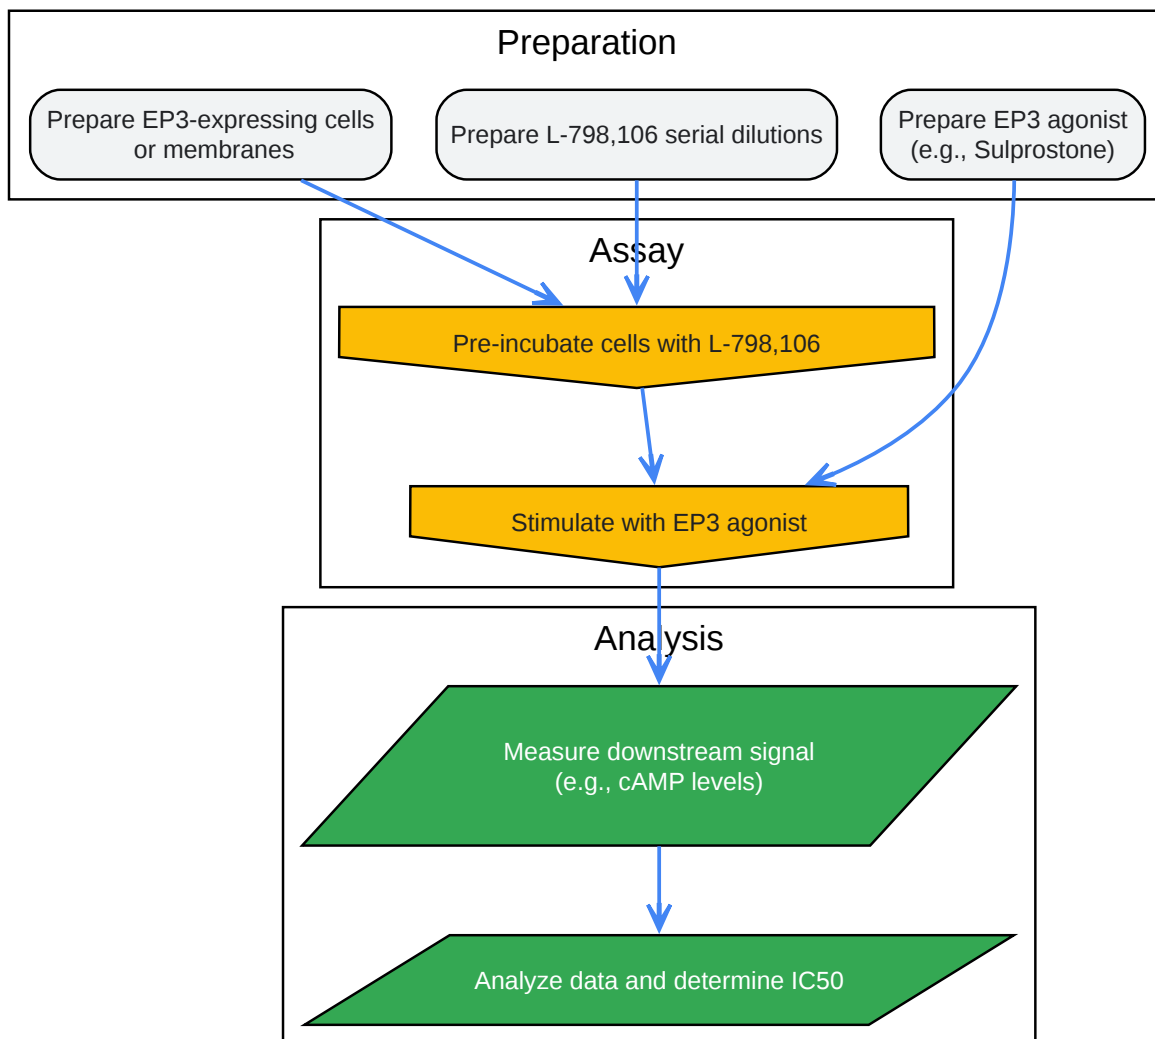 Preparation
Prepare EP3-expressing cells
or membranes
Prepare L-798,106 serial dilutions
Prepare EP3 agonist
(e.g., Sulprostone)
Assay
Pre-incubate cells with L-798,106
Stimulate with EP3 agonist
Analysis
Measure downstream signal
(e.g., cAMP levels)
Analyze data and determine IC50